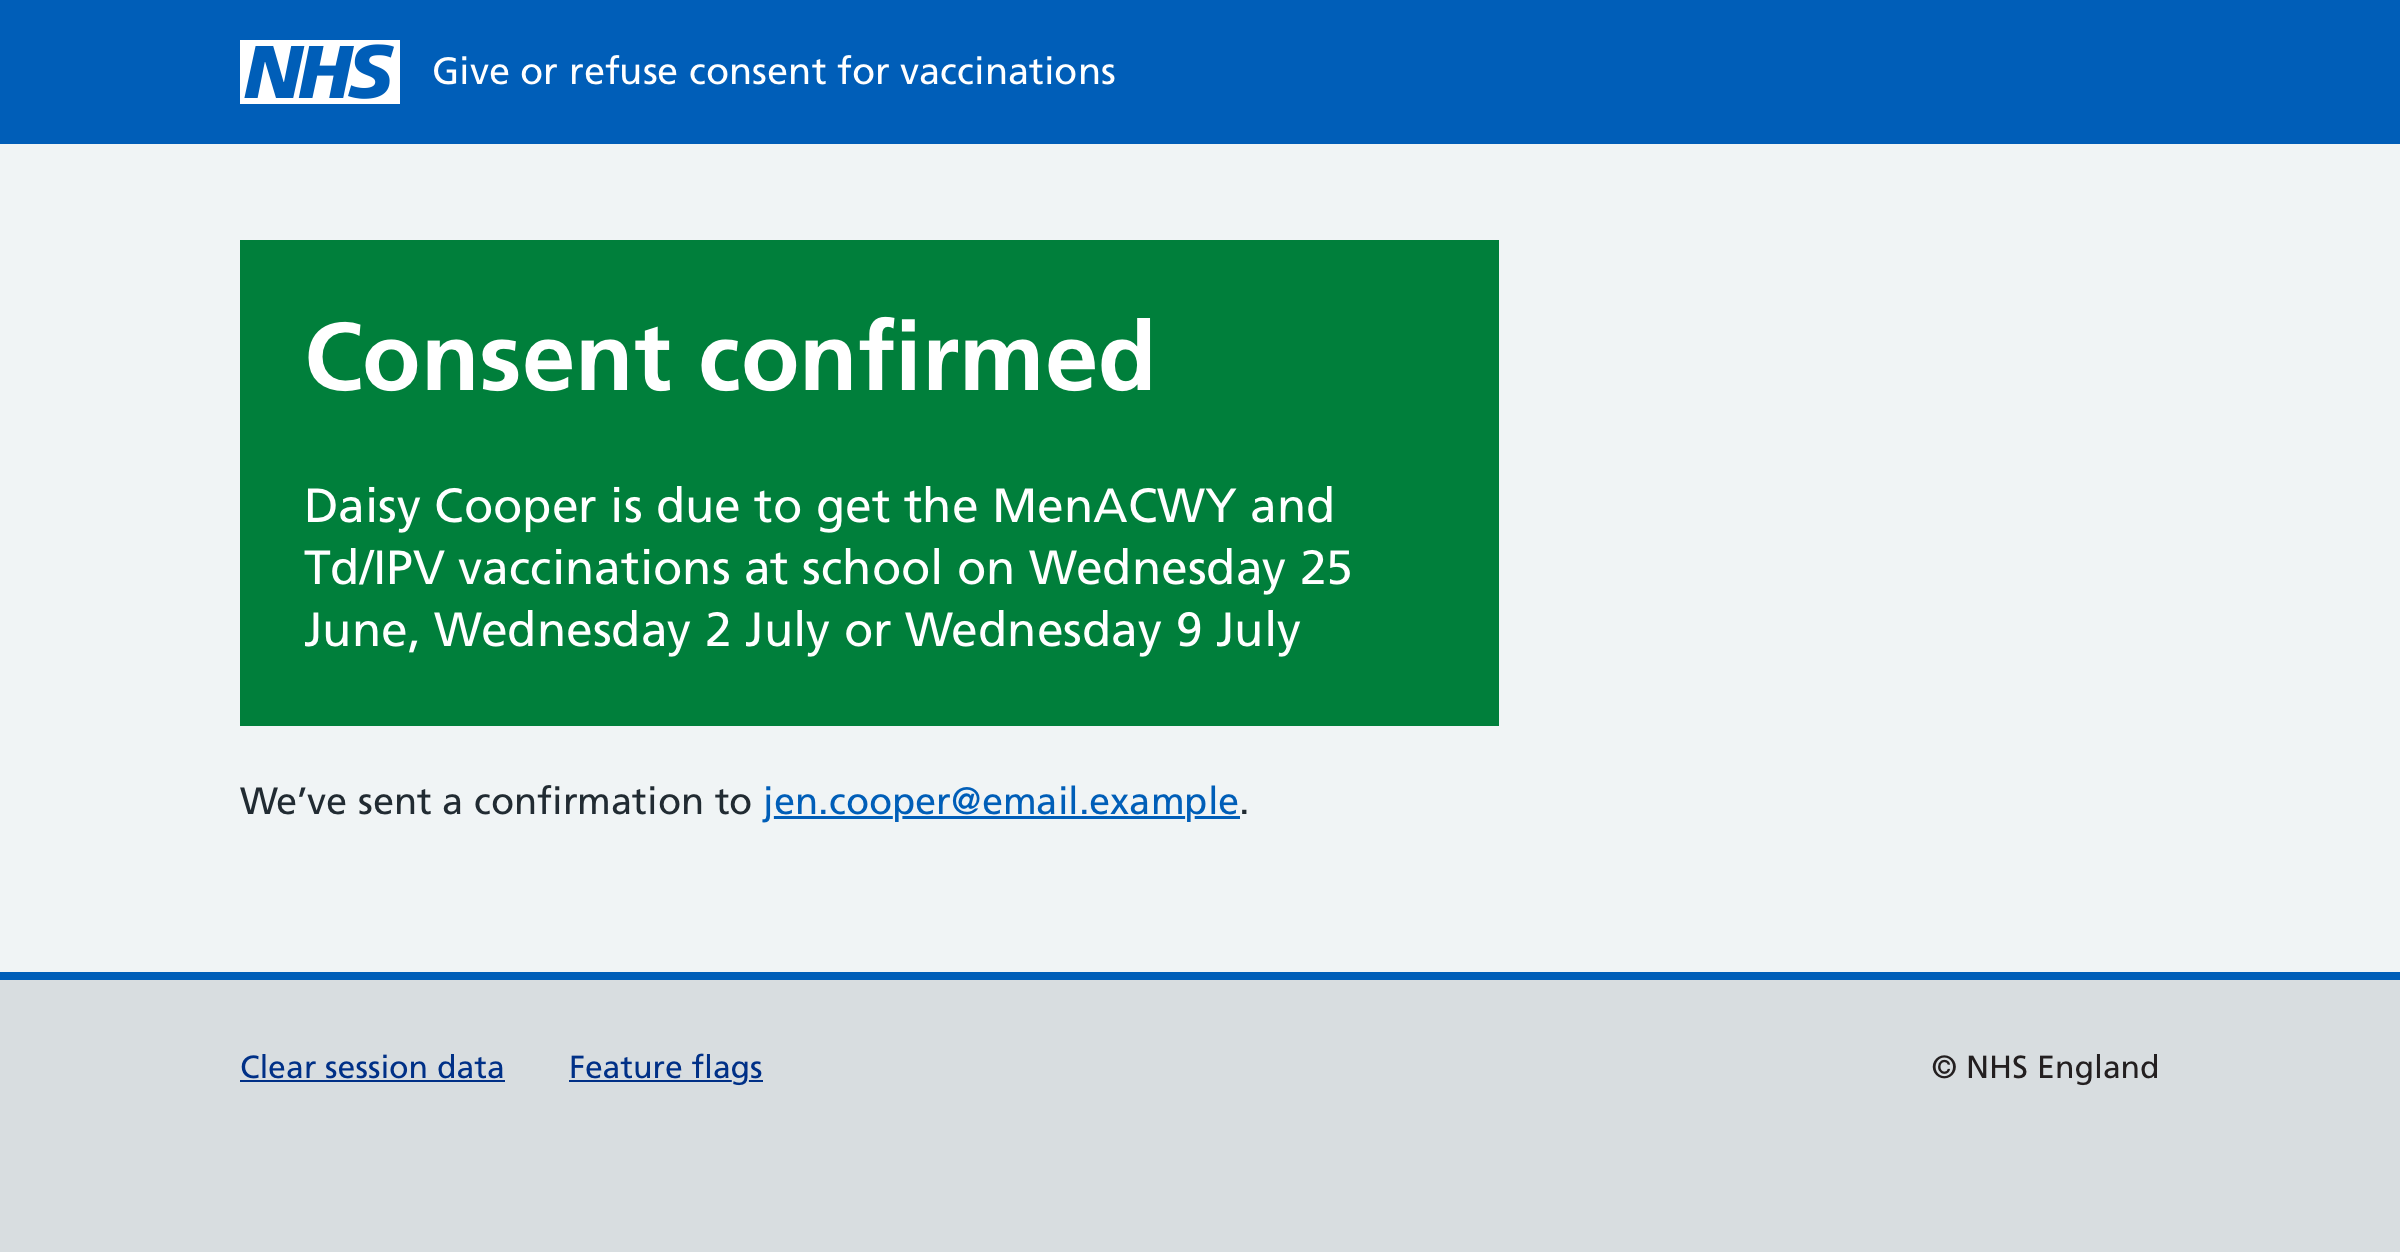 NHS
Give or refuse consent for vaccinations
Consent confirmed
Daisy Cooper is due to get the MenACWY and
Td/IPV vaccinations at school on Wednesday 25
June, Wednesday 2 July or Wednesday 9 July
We’ve sent a confirmation to jen.cooper@email.example.
Clear session data
Feature flags
© NHS England